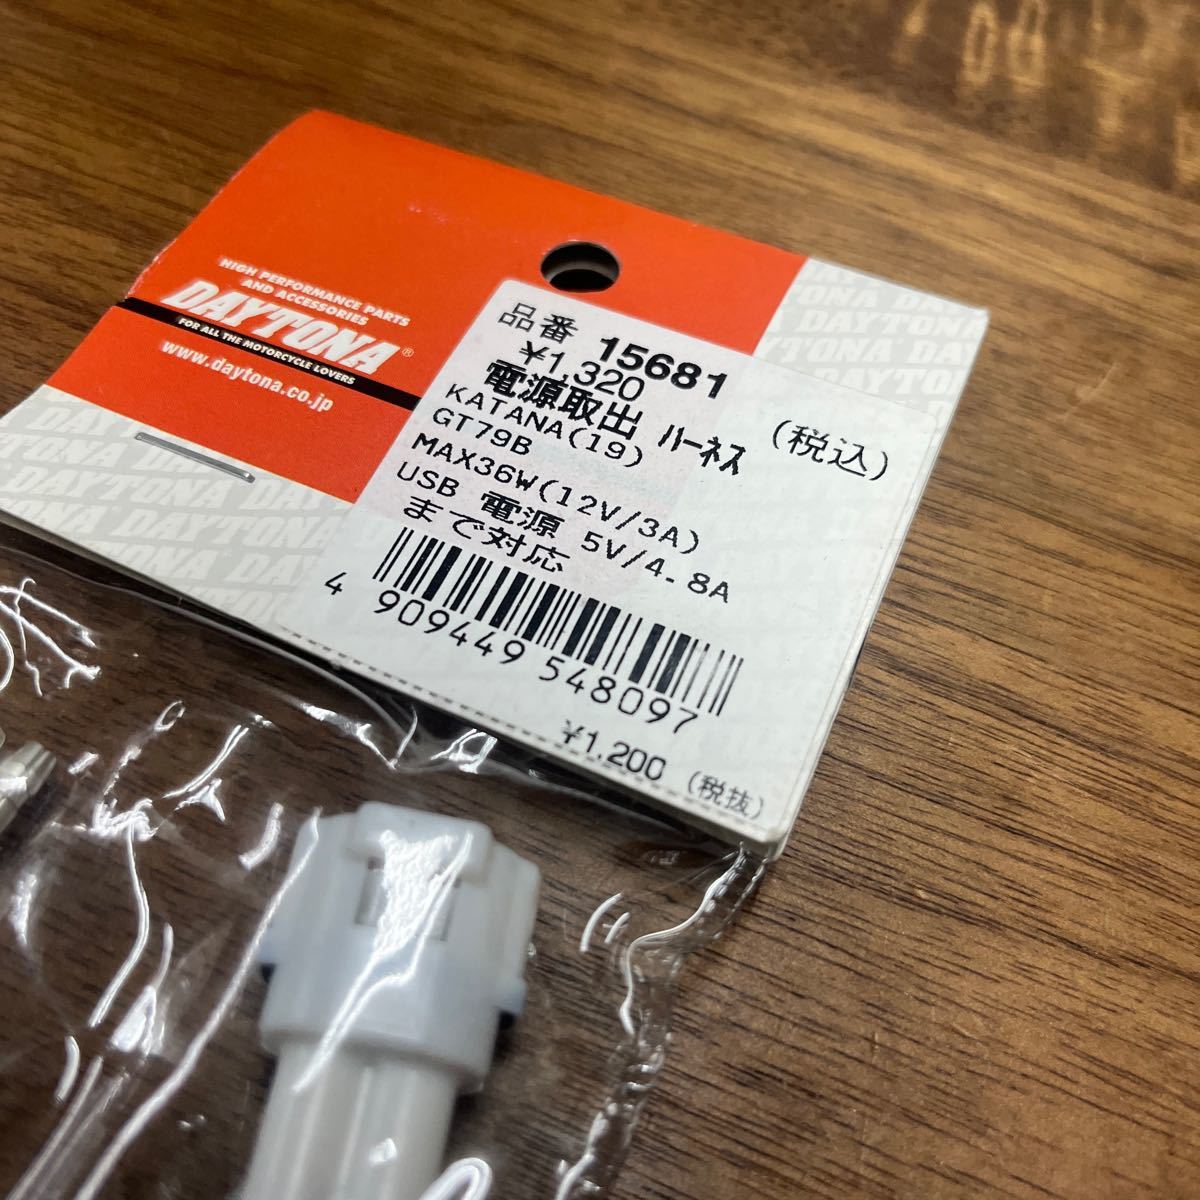 HIGH PERFORMANCE PARTS
AND ACCESSORIES
DAYTONA®
FOR ALL THE MOTORCYCLE LOVERS
www.daytona.co.jp
品番 15681
¥1,320 (税込)
電源取出 ハーネス
KATANA(19)
GT79B
MAX36W(12V/3A)
USB 電源 5V/4.8A
まで対応
4 909449 548097
¥1,200 (税抜)